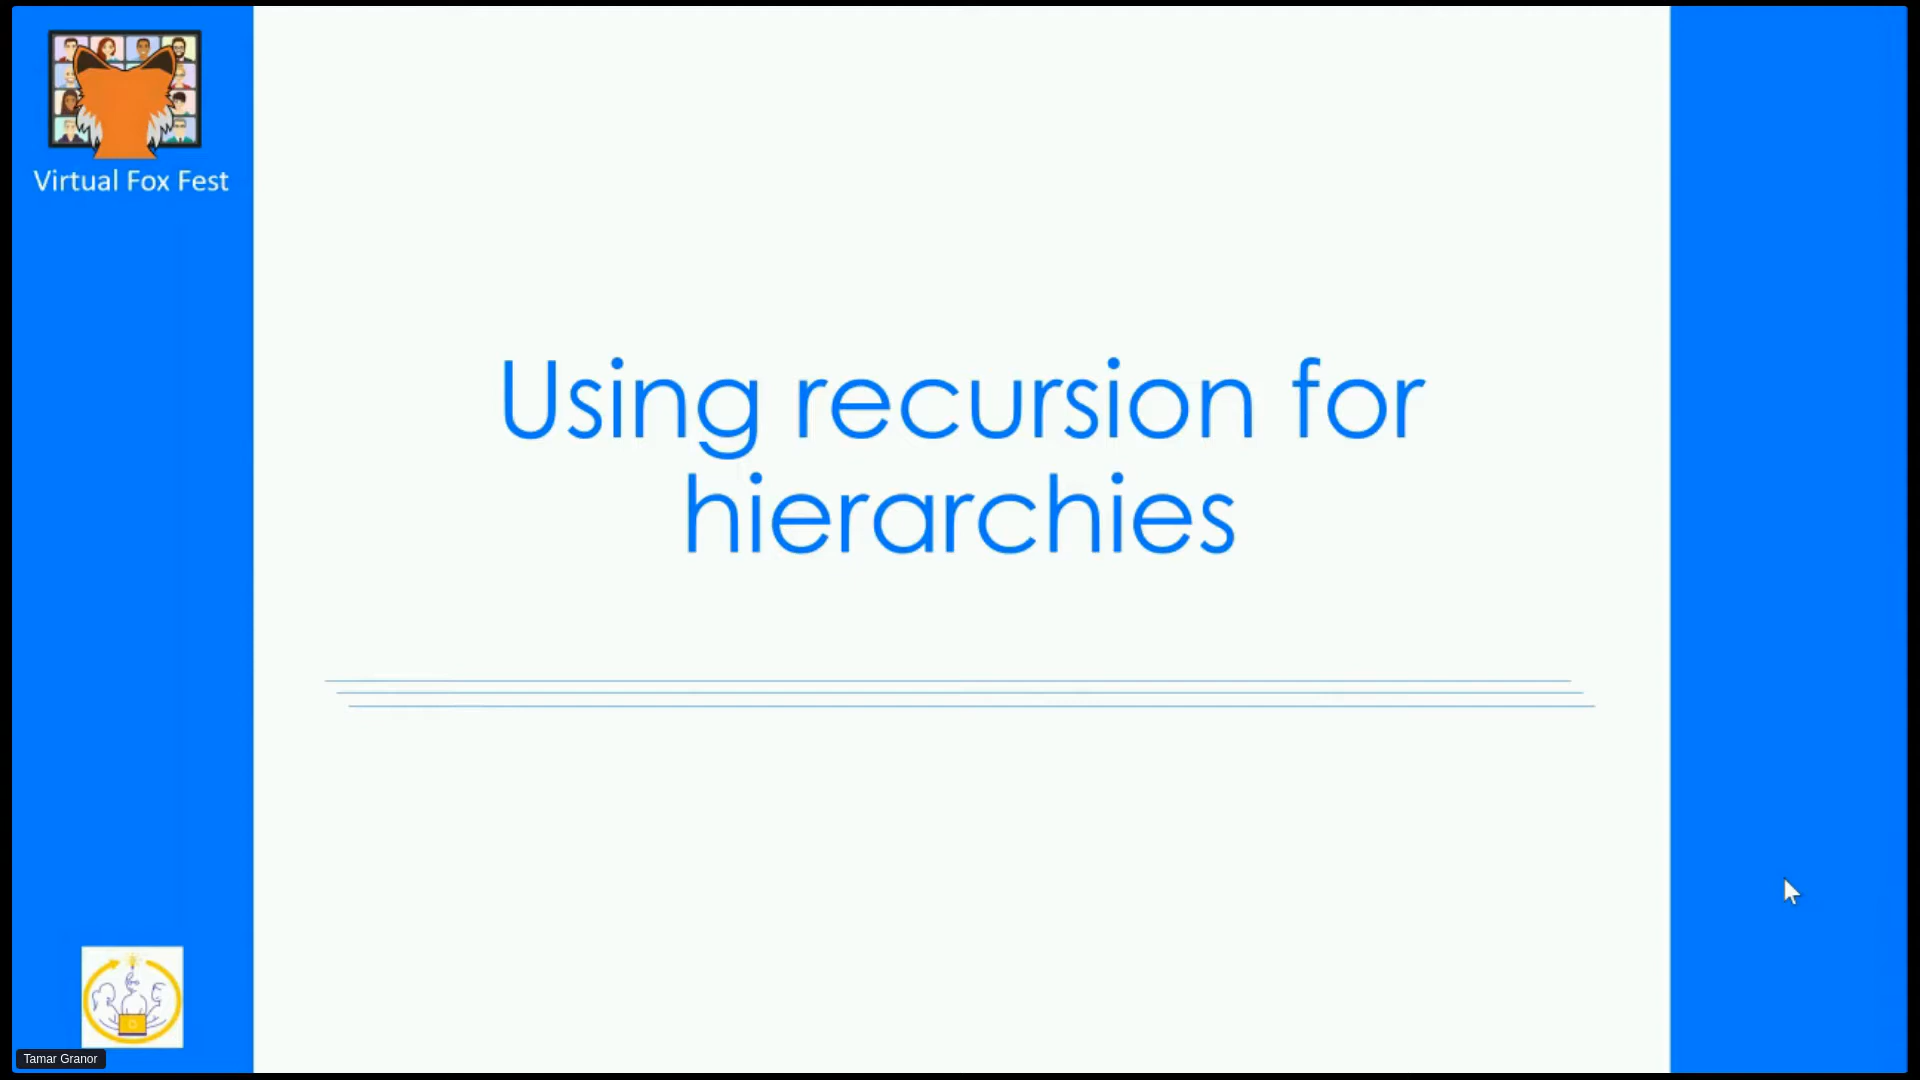 Virtual Fox Fest
Using recursion for
hierarchies
Tamar Granor